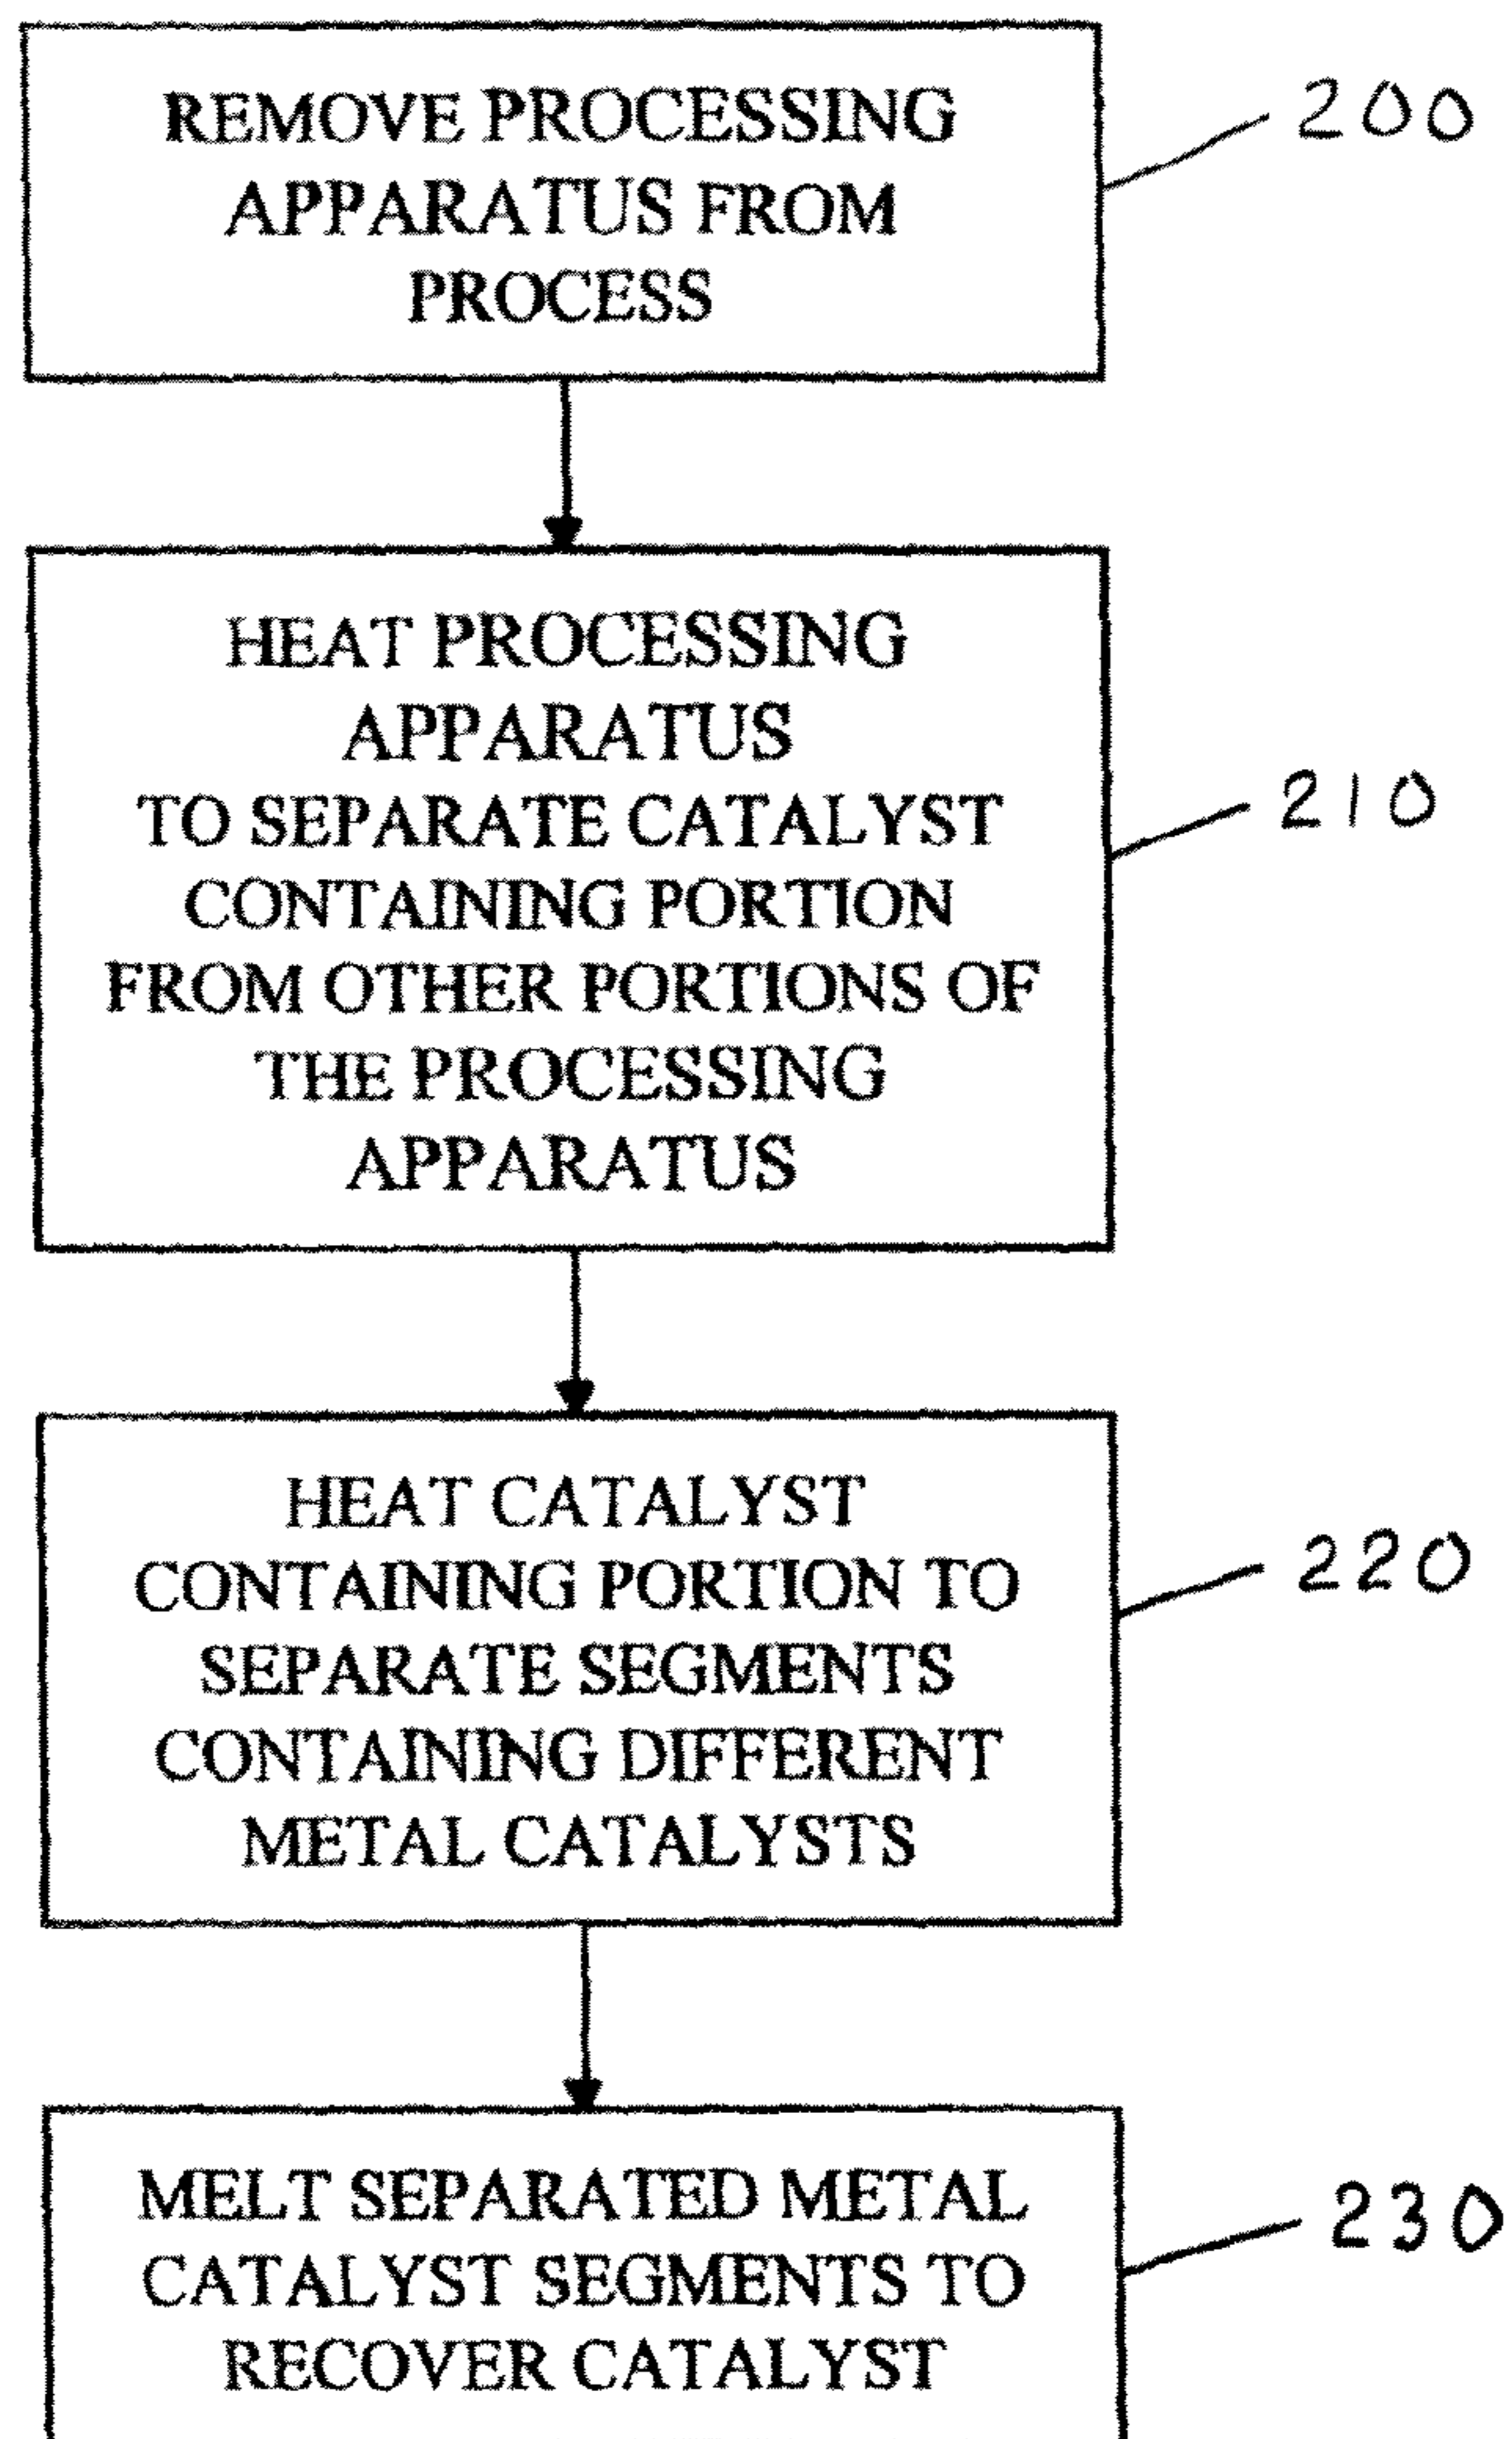 REMOVE PROCESSING
APPARATUS FROM
PROCESS
200
HEAT PROCESSING
APPARATUS
TO SEPARATE CATALYST
CONTAINING PORTION
FROM OTHER PORTIONS OF
THE PROCESSING
APPARATUS
210
HEAT CATALYST
CONTAINING PORTION TO
SEPARATE SEGMENTS
CONTAINING DIFFERENT
METAL CATALYSTS
220
MELT SEPARATED METAL
CATALYST SEGMENTS TO
RECOVER CATALYST
230